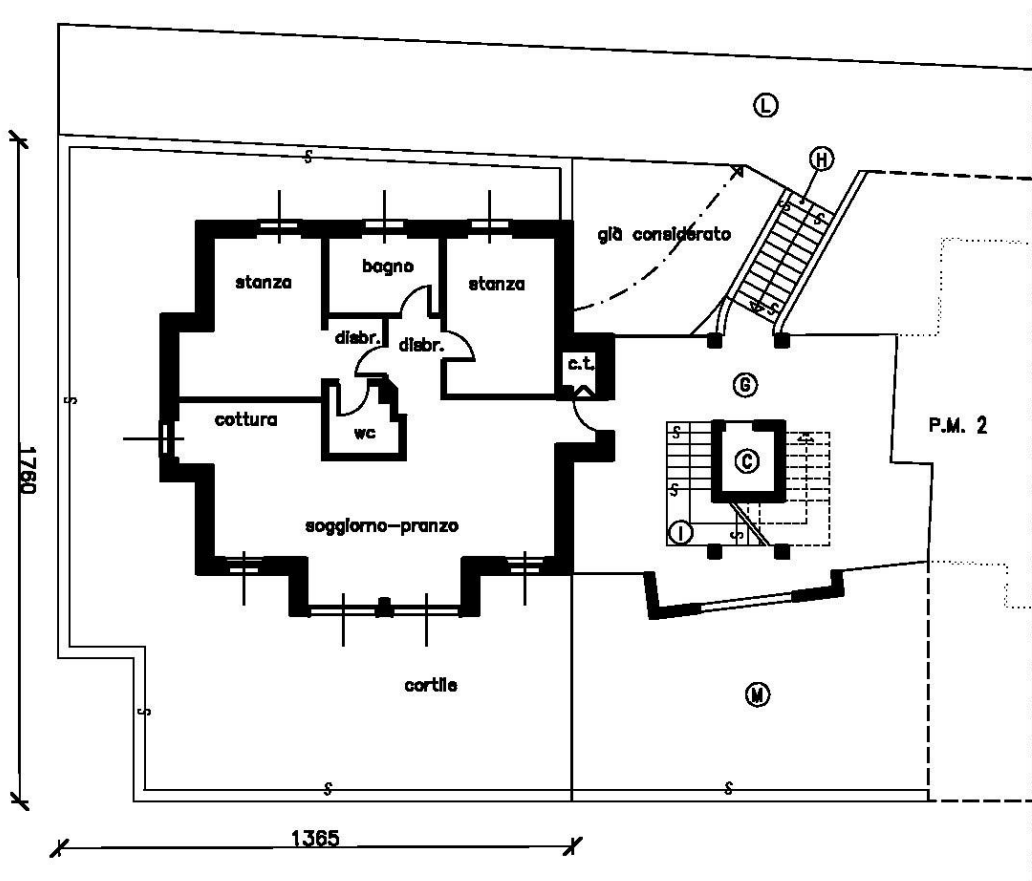 L
H
S
già considerato
S
S
bagno
stanza
stanza
S
disbr.
disbr.
c.t.
G
S
cottura
wc
S
P.M. 2
C
1760
S
soggiorno-pranzo
I
S
cortile
M
S
S
S
1365